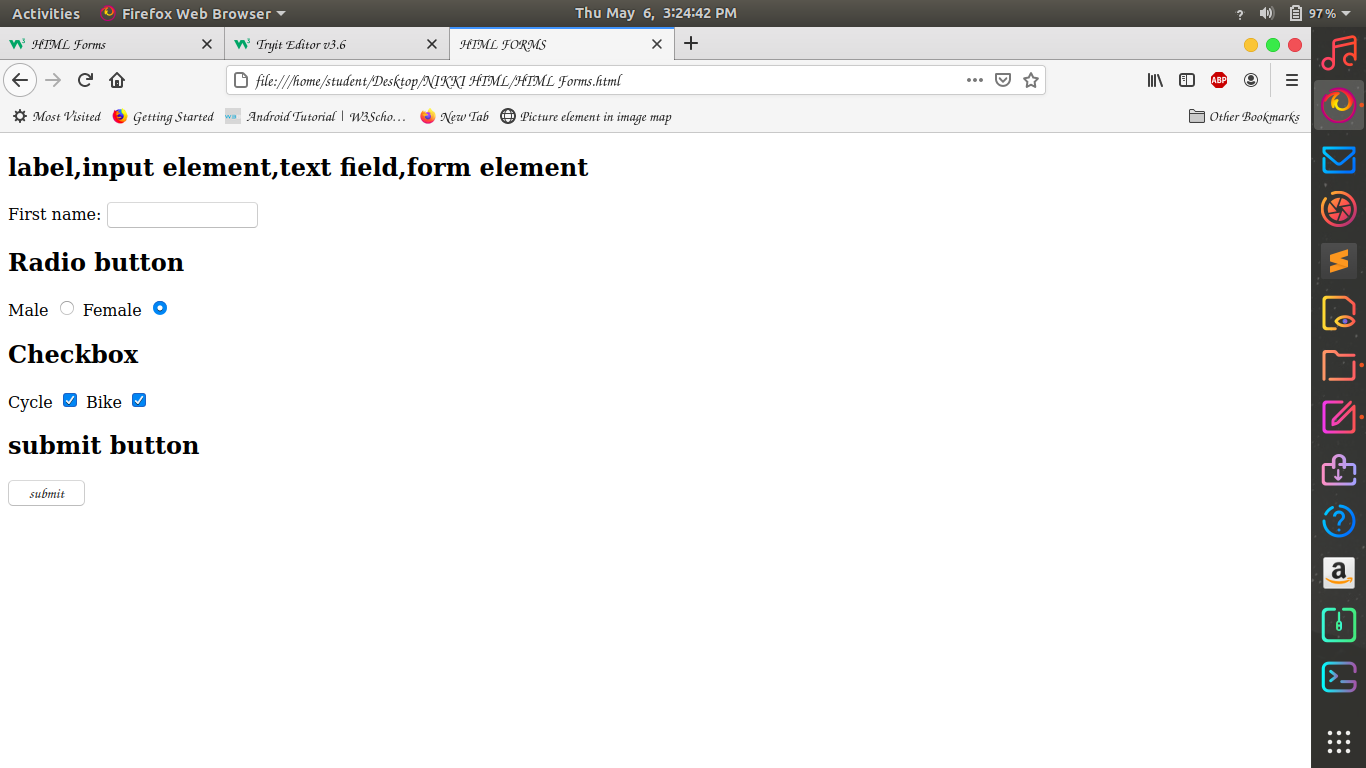 Activities Firefox Web Browser Thu May 6, 3:24:42 PM ? 97%
HTML Forms Tryit Editor v3.6 HTML FORMS
file:///home/student/Desktop/NIKKI HTML/HTML Forms.html ABP
Most Visited Getting Started Android Tutorial | W3Scho… New Tab Picture element in image map Other Bookmarks
label,input element,text field,form element
First name:
Radio button
Male Female
Checkbox
Cycle Bike
submit button
submit